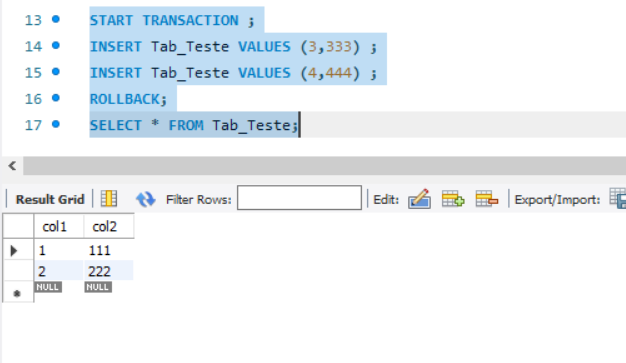 13 START TRANSACTION ;
14 INSERT Tab_Teste VALUES (3,333) ;
15 INSERT Tab_Teste VALUES (4,444) ;
16 ROLLBACK;
17 SELECT * FROM Tab_Teste;
Result Grid Filter Rows: Edit: Export/Import:
col1 col2
1 111
2 222
NULL NULL